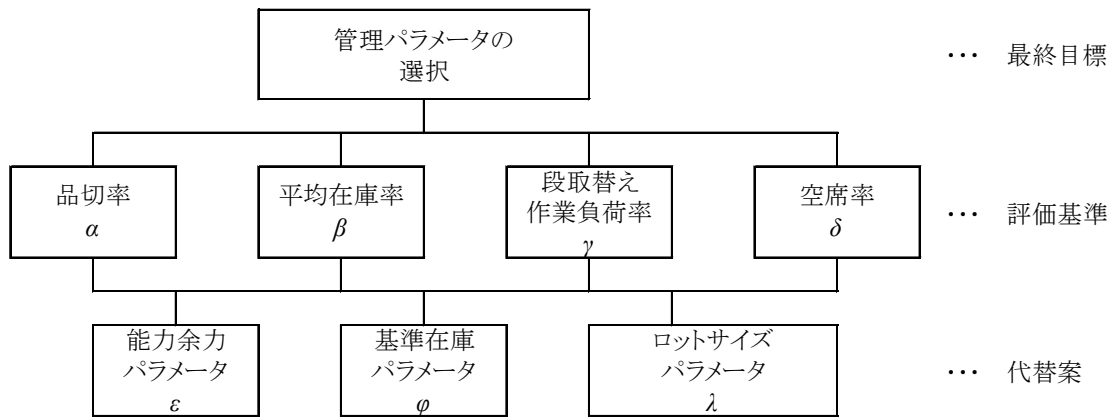 管理パラメータの
選択
… 最終目標
品切率
α
平均在庫率
β
段取替え
作業負荷率
γ
空席率
δ
… 評価基準
能力余力
パラメータ
ε
基準在庫
パラメータ
φ
ロットサイズ
パラメータ
λ
… 代替案